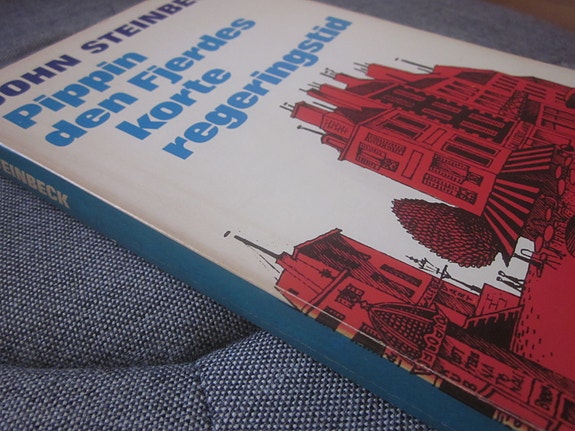 JOHN STEINBE
Pippin
den Fjerdes
korte
regeringstid
EINBECK